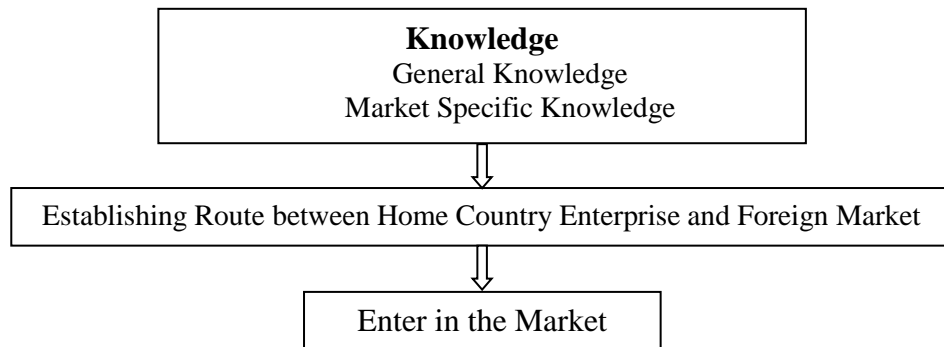 Knowledge
General Knowledge
Market Specific Knowledge
Establishing Route between Home Country Enterprise and Foreign Market
Enter in the Market